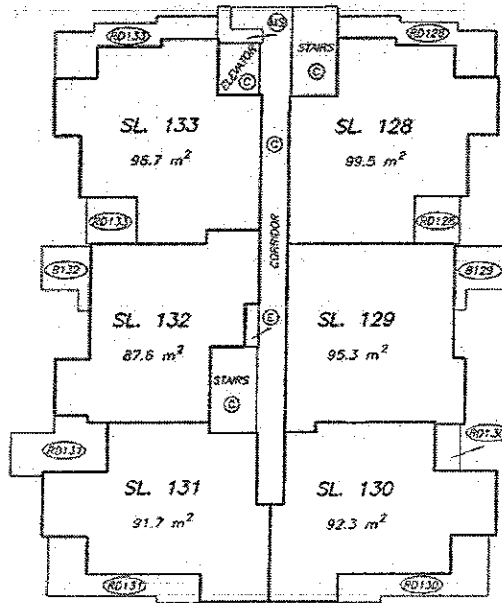 RD133
RD128
ELEVATOR
C
STAIRS
C
SL. 133
98.7 m²
SL. 128
99.5 m²
C
RD133
RD128
CORRIDOR
B132
B129
SL. 132
87.6 m²
SL. 129
95.3 m²
E
STAIRS
C
RD131
RD130
SL. 131
91.7 m²
SL. 130
92.3 m²
RD131
RD130